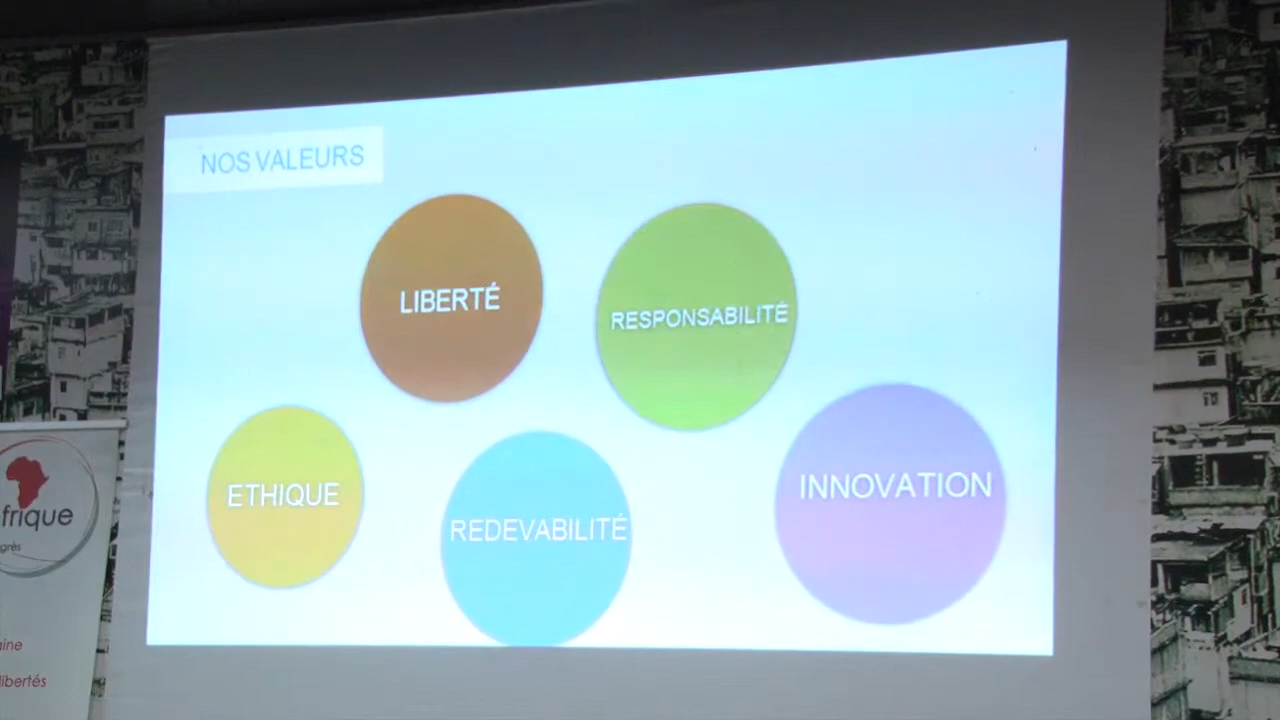 NOS VALEURS
LIBERTÉ
RESPONSABILITÉ
ETHIQUE
REDEVABILITÉ
INNOVATION
frique
grès
aine
libertés